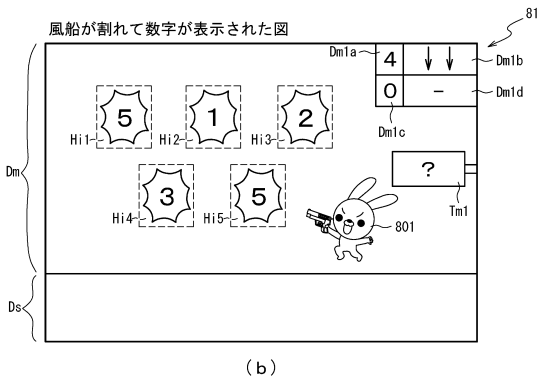 風船が割れて数字が表示された図
81
Dm1a 4 ↓ ↓ Dm1b
0 - Dm1d
Dm1c
5 1 2
Hi1 Hi2 Hi3
Dm
?
Tm1
3 5
Hi4 Hi5
801
Ds
(b)